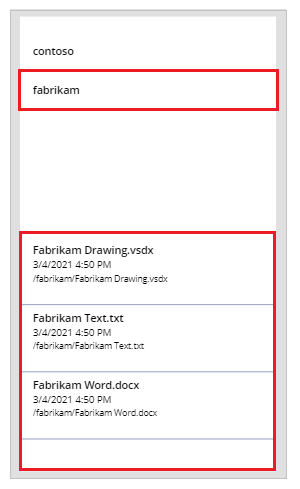 contoso
fabrikam
Fabrikam Drawing.vsdx
3/4/2021 4:50 PM
/fabrikam/Fabrikam Drawing.vsdx
Fabrikam Text.txt
3/4/2021 4:50 PM
/fabrikam/Fabrikam Text.txt
Fabrikam Word.docx
3/4/2021 4:50 PM
/fabrikam/Fabrikam Word.docx